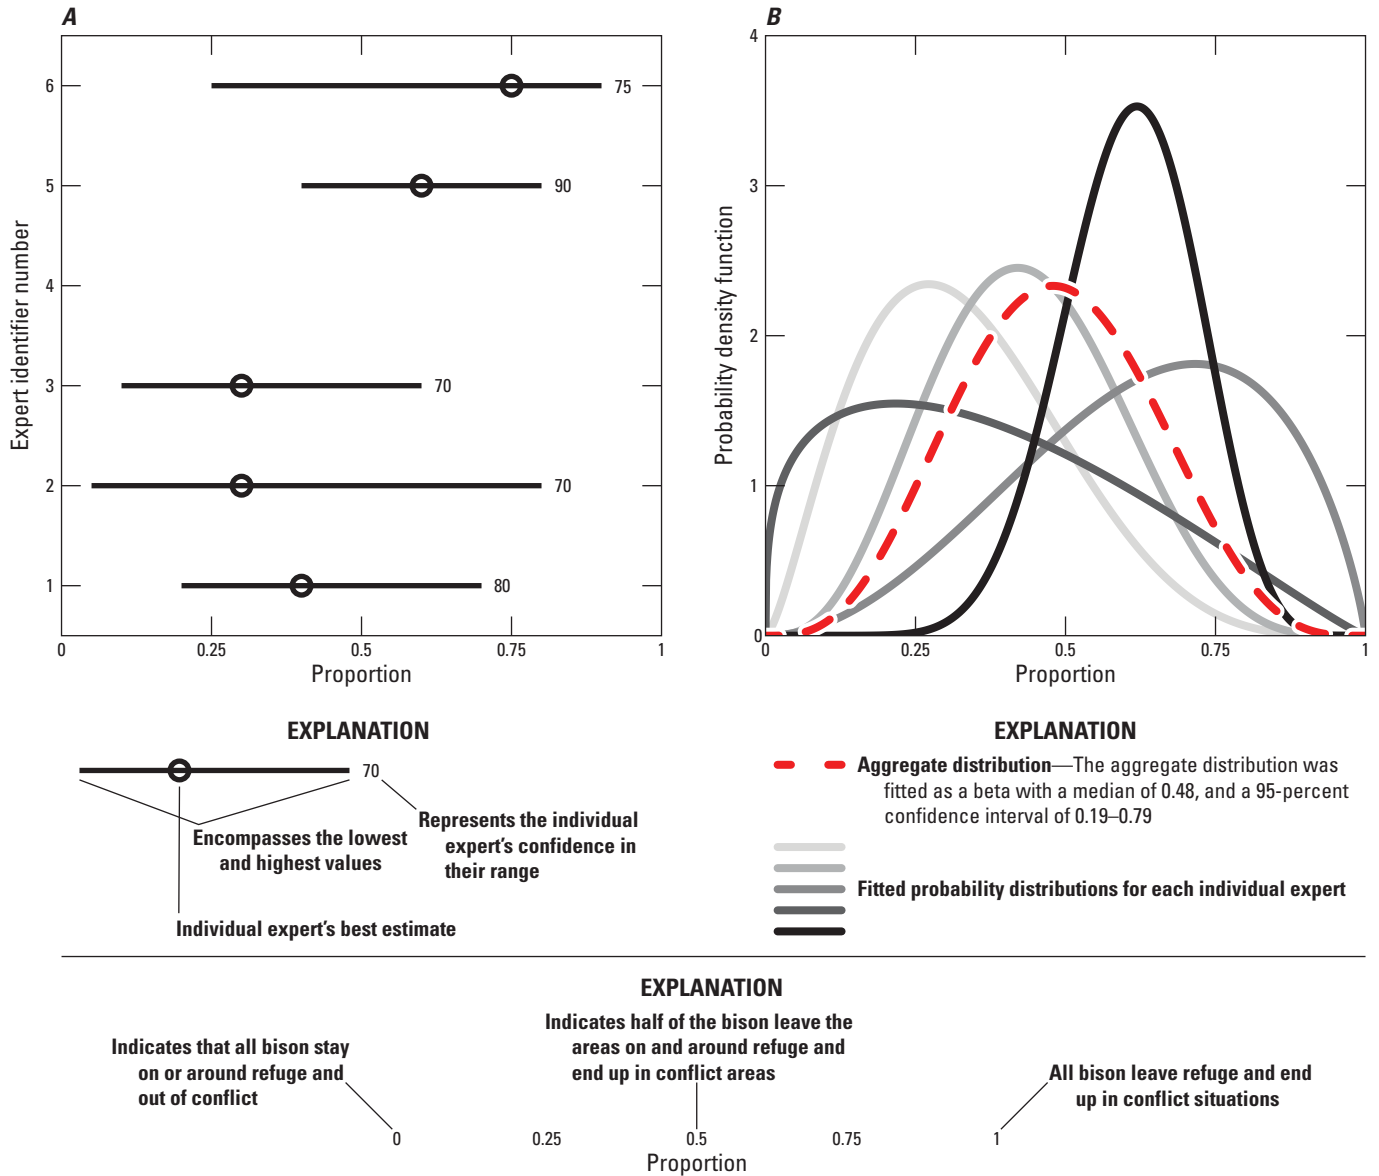 A
6
5
4
3
2
1
Expert identifier number
75
90
70
70
80
0
0.25
0.5
0.75
1
Proportion
B
4
3
2
1
0
Probability density function
0
0.25
0.5
0.75
1
Proportion
EXPLANATION
70
Encompasses the lowest
and highest values
Represents the individual
expert's confidence in
their range
Individual expert's best estimate
EXPLANATION
Aggregate distribution—The aggregate distribution was
fitted as a beta with a median of 0.48, and a 95-percent
confidence interval of 0.19–0.79
Fitted probability distributions for each individual expert
EXPLANATION
Indicates that all bison stay
on or around refuge and
out of conflict
Indicates half of the bison leave the
areas on and around refuge and
end up in conflict areas
All bison leave refuge and end
up in conflict situations
0
0.25
0.5
0.75
1
Proportion